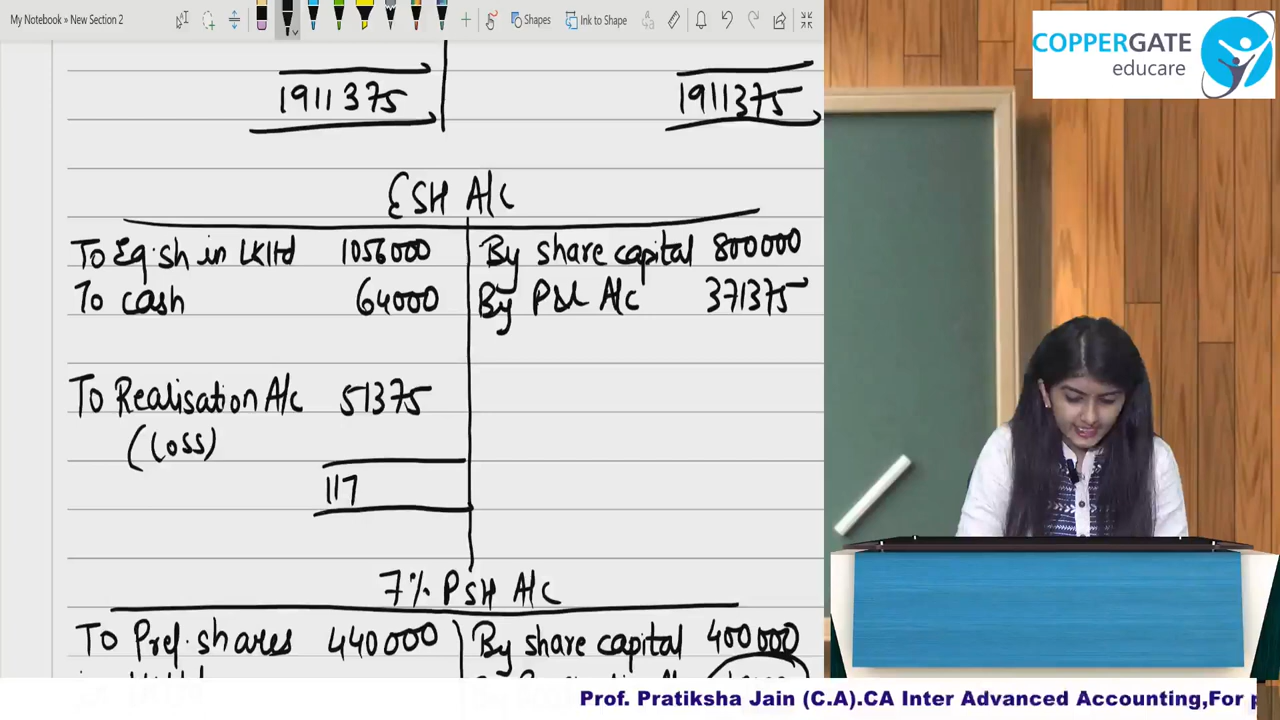 My Notebook » New Section 2
Shapes
Ink to Shape
COPPERGATE
educare
1911375 1911375
ESH A/c
To Eq.sh in LKltd 1056000 By share capital 800000
To cash 64000 By P&L A/c 371375
To Realisation A/c 51375
(Loss)
117
7% PSH A/c
To Pref. shares 440000 By share capital 400000
Prof. Pratiksha Jain (C.A).CA Inter Advanced Accounting,For